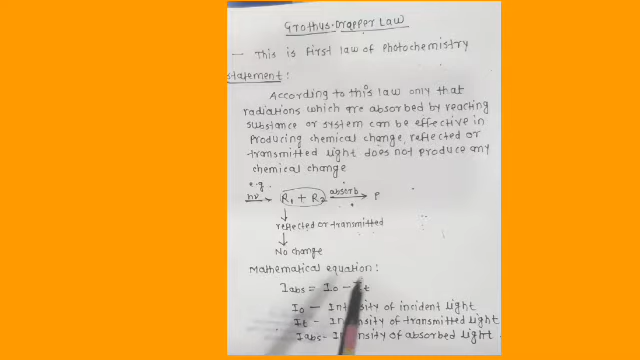 Grothus-Drapper Law
— This is first law of Photochemistry
statement:
According to this law only that
radiations which are absorbed by reacting
substance or system can be effective in
producing chemical change, reflected or
transmitted light does not produce any
chemical change
e.g.
hν R₁ + R₂ absorb P
reflected or transmitted
No change
Mathematical equation:
Iabs = I₀ - It
I₀ - Intensity of incident light
It - Intensity of transmitted light
Iabs - Intensity of absorbed light.